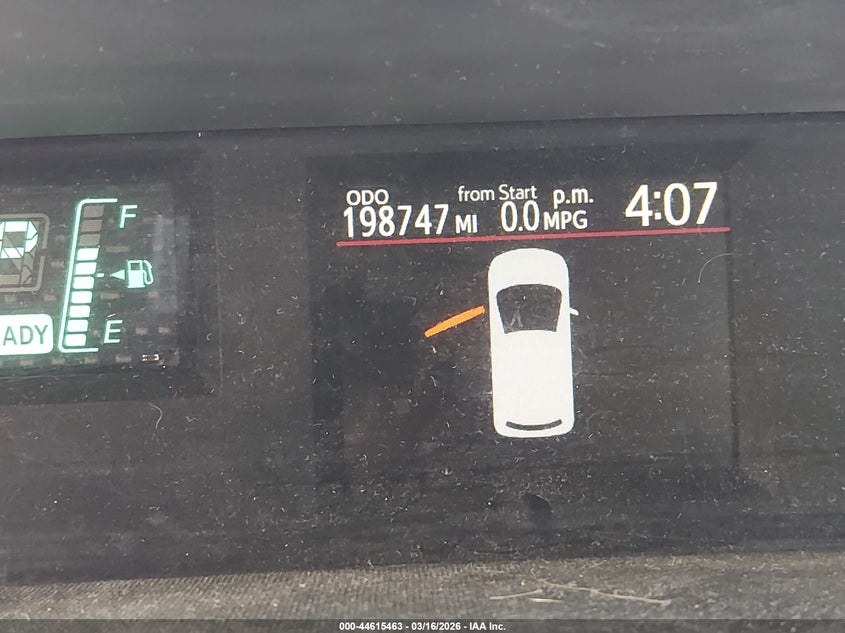 ODO from Start p.m. 4:07
198747 MI 0.0 MPG
F
E
ADY
000-44615463 - 03/16/2026 - IAA Inc.